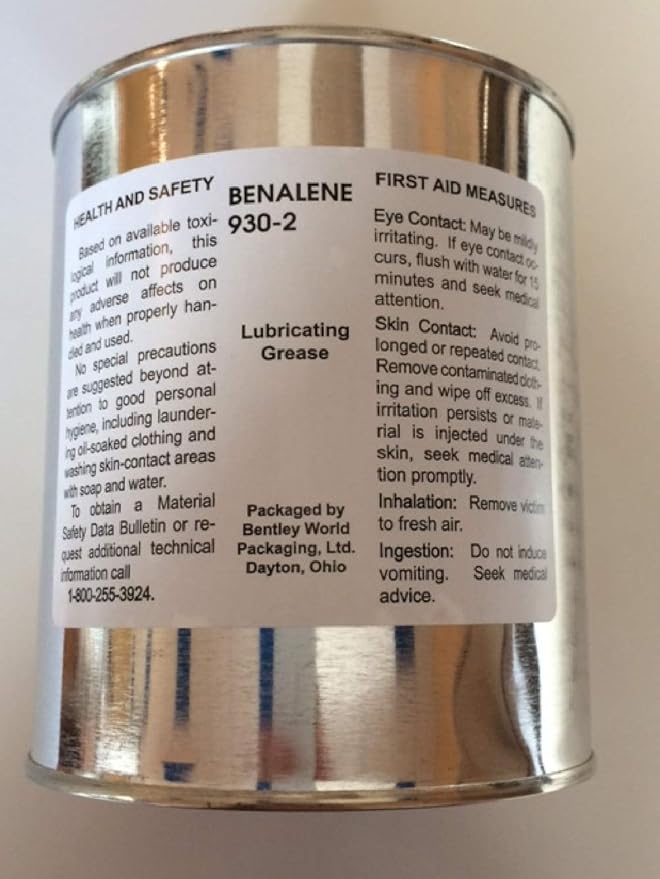 HEALTH AND SAFETY
Based on available toxi-
logical information, this
product will not produce
any adverse affects on
health when properly han-
dled and used.
No special precautions
are suggested beyond at-
tention to good personal
hygiene, including launder-
ing oil-soaked clothing and
washing skin-contact areas
with soap and water.
To obtain a Material
Safety Data Bulletin or re-
quest additional technical
information call
1-800-255-3924.
BENALENE
930-2
Lubricating
Grease
Packaged by
Bentley World
Packaging, Ltd.
Dayton, Ohio
FIRST AID MEASURES
Eye Contact: May be mildly
irritating. If eye contact oc-
curs, flush with water for 15
minutes and seek medical
attention.
Skin Contact: Avoid pro-
longed or repeated contact.
Remove contaminated cloth-
ing and wipe off excess. If
irritation persists or mate-
rial is injected under the
skin, seek medical atten-
tion promptly.
Inhalation: Remove victim
to fresh air.
Ingestion: Do not induce
vomiting. Seek medical
advice.